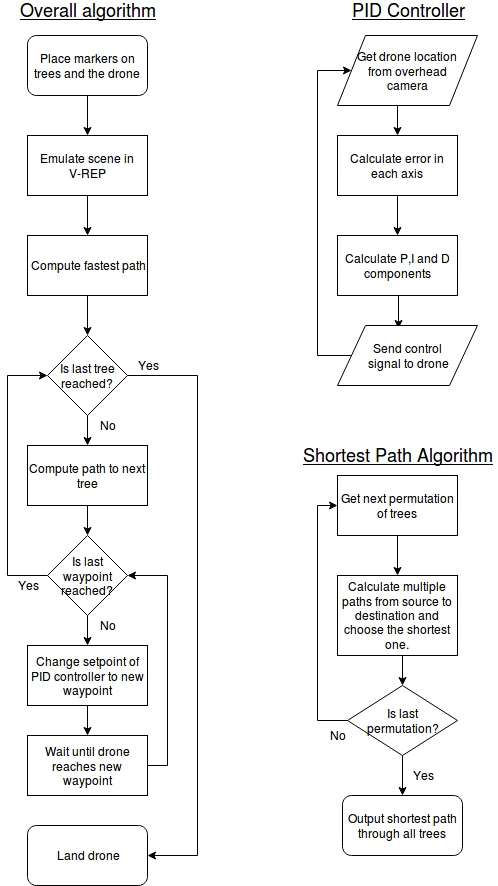 Overall algorithm
Place markers on
trees and the drone
Emulate scene in
V-REP
Compute fastest path
Is last tree
reached?
Yes
No
Compute path to next
tree
Is last
waypoint
reached?
Yes
No
Change setpoint of
PID controller to new
waypoint
Wait until drone
reaches new
waypoint
Land drone
PID Controller
Get drone location
from overhead
camera
Calculate error in
each axis
Calculate P,I and D
components
Send control
signal to drone
Shortest Path Algorithm
Get next permutation
of trees
Calculate multiple
paths from source to
destination and
choose the shortest
one.
Is last
permutation?
No
Yes
Output shortest path
through all trees